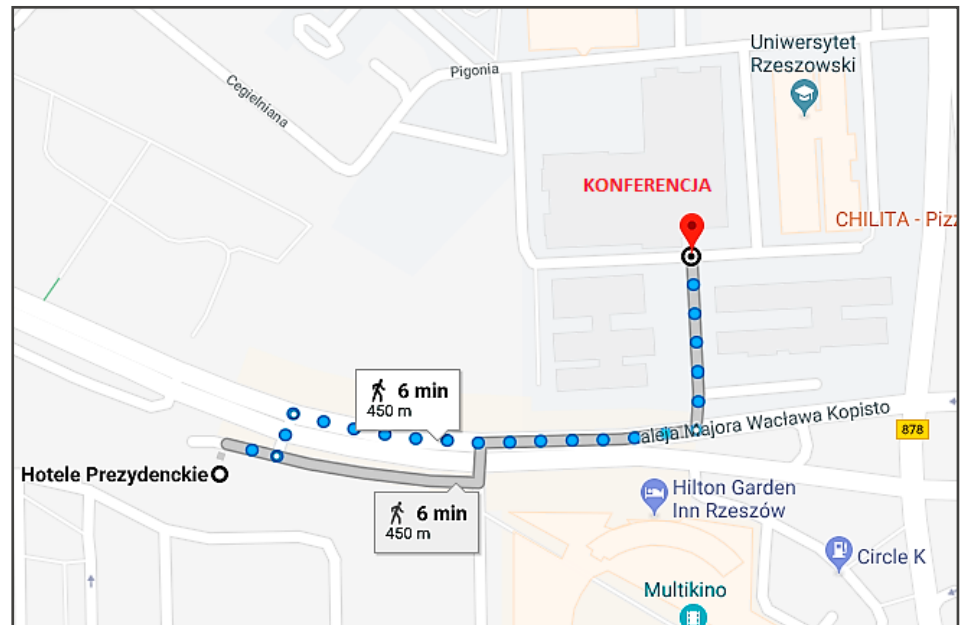 Uniwersytet
Rzeszowski
Pigonia
Cegielniana
KONFERENCJA
CHILITA - Pizz
6 min
450 m
aleja Majora Wacława Kopisto
878
Hotele Prezydenckie
6 min
450 m
Hilton Garden
Inn Rzeszów
Circle K
Multikino